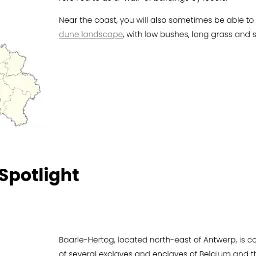 Near the coast, you will also sometimes be able to
dune landscape, with low bushes, long grass and s
Spotlight
Baarle-Hertog, located north-east of Antwerp, is co
of several exclaves and enclaves of Belgium and th